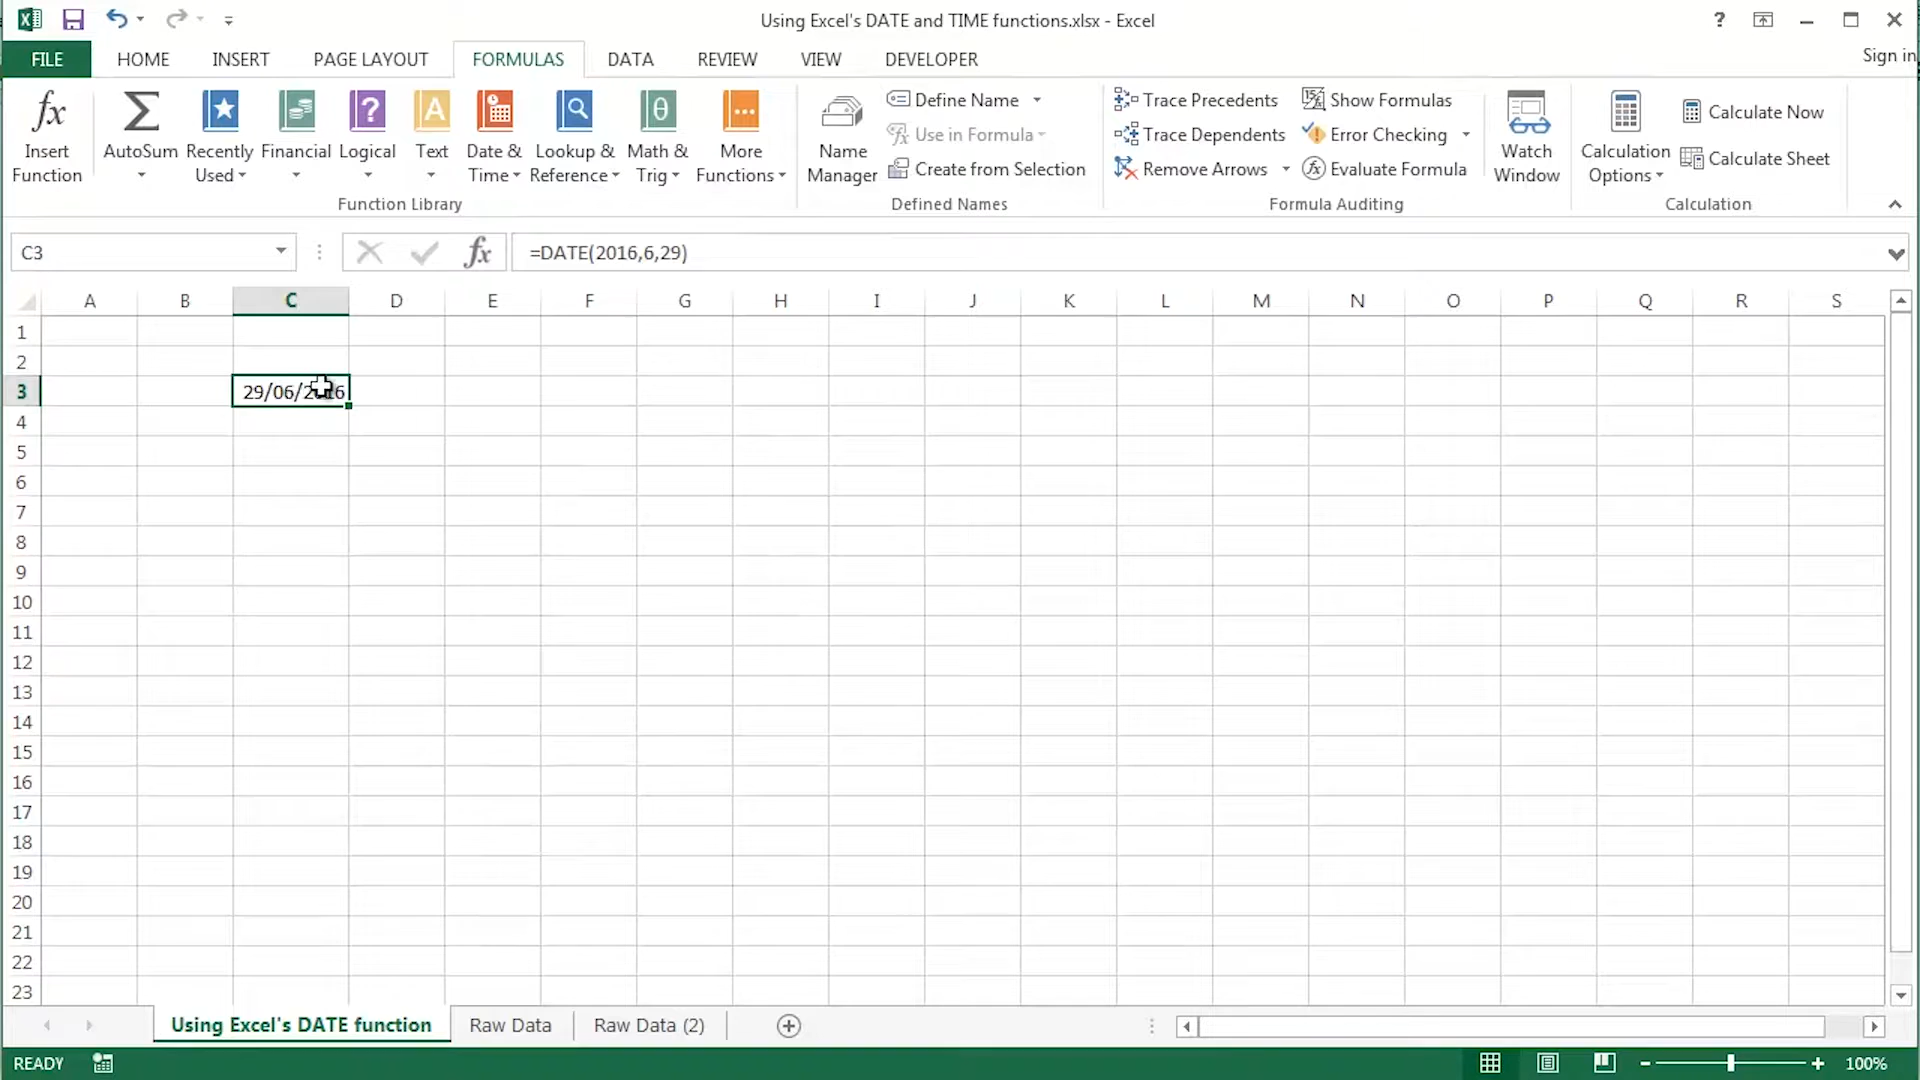 Using Excel's DATE and TIME functions.xlsx - Excel
?
Sign in
FILE HOME INSERT PAGE LAYOUT FORMULAS DATA REVIEW VIEW DEVELOPER
fx Insert Function
Σ AutoSum
Recently Used
Financial
Logical
A Text
Date & Time
Lookup & Reference
θ Math & Trig
More Functions
Function Library
Name Manager
Define Name
Use in Formula
Create from Selection
Defined Names
Trace Precedents
Trace Dependents
Remove Arrows
Show Formulas
Error Checking
Evaluate Formula
Watch Window
Formula Auditing
Calculation Options
Calculate Now
Calculate Sheet
Calculation
C3 fx =DATE(2016,6,29)
A B C D E F G H I J K L M N O P Q R S
1
2
3 29/06/2016
4
5
6
7
8
9
10
11
12
13
14
15
16
17
18
19
20
21
22
23
Using Excel's DATE function Raw Data Raw Data (2)
READY 100%